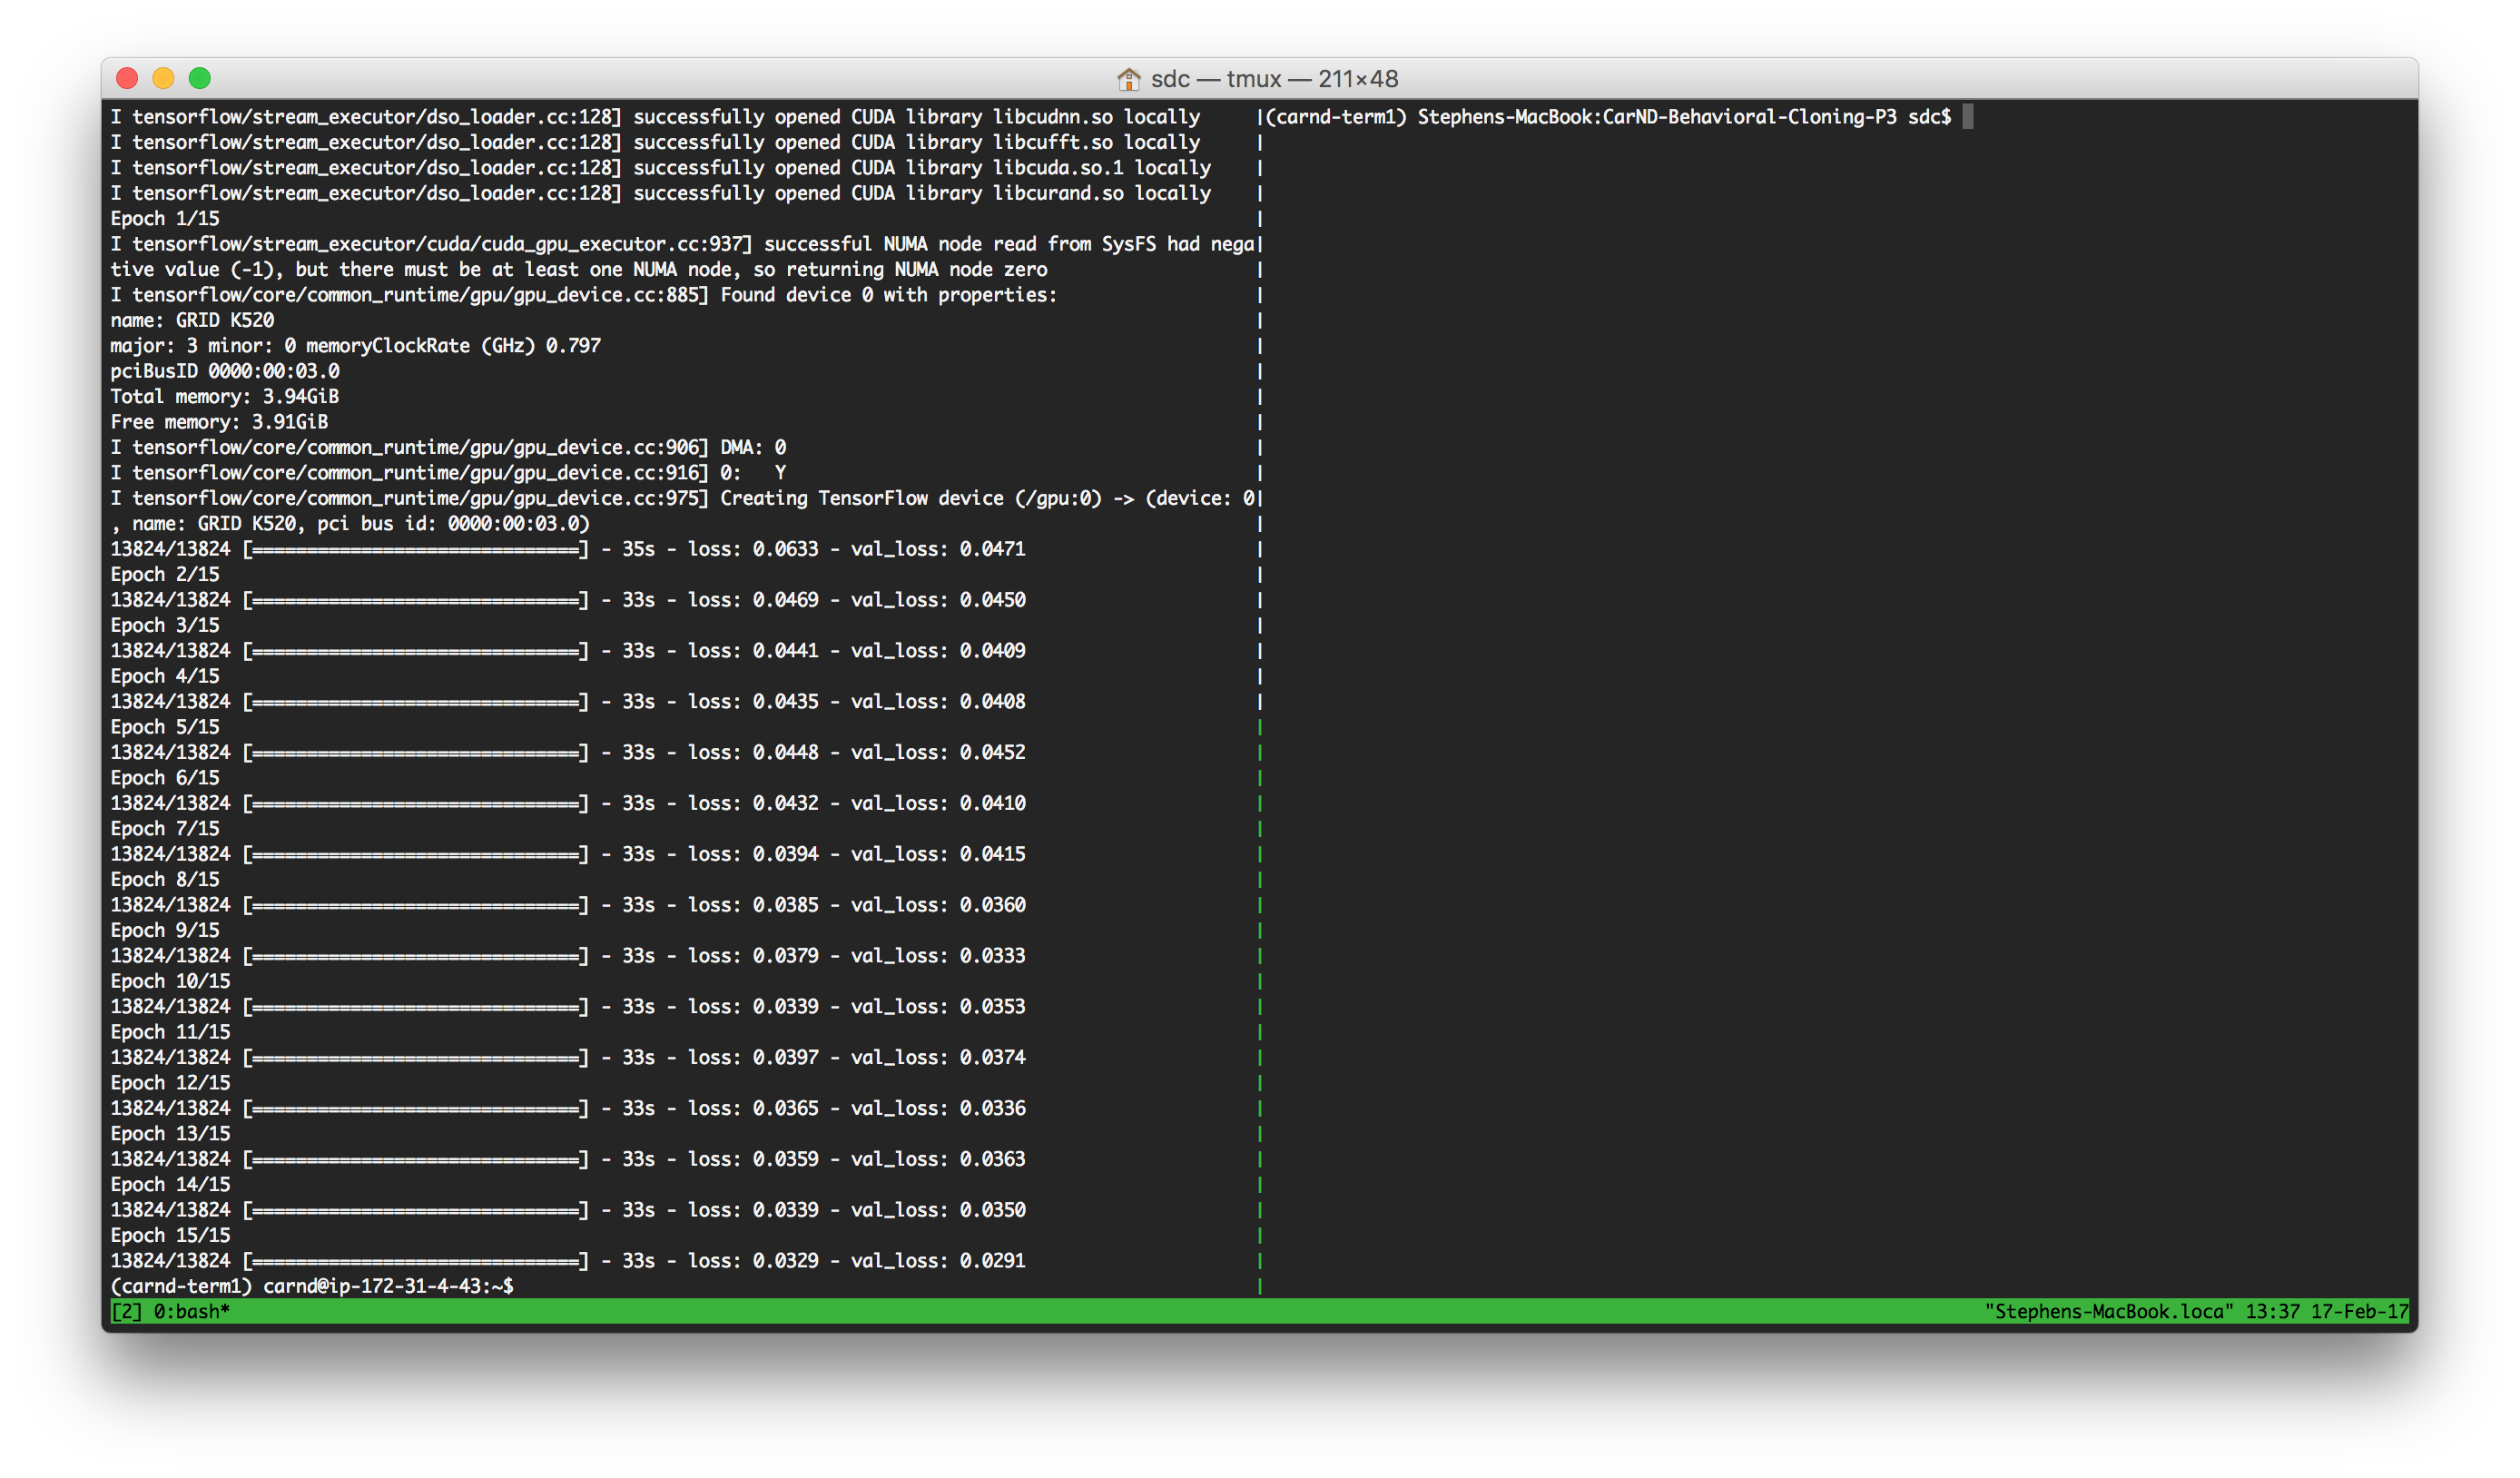 sdc — tmux — 211×48
I tensorflow/stream_executor/dso_loader.cc:128] successfully opened CUDA library libcudnn.so locally
I tensorflow/stream_executor/dso_loader.cc:128] successfully opened CUDA library libcufft.so locally
I tensorflow/stream_executor/dso_loader.cc:128] successfully opened CUDA library libcuda.so.1 locally
I tensorflow/stream_executor/dso_loader.cc:128] successfully opened CUDA library libcurand.so locally
Epoch 1/15
I tensorflow/stream_executor/cuda/cuda_gpu_executor.cc:937] successful NUMA node read from SysFS had nega
tive value (-1), but there must be at least one NUMA node, so returning NUMA node zero
I tensorflow/core/common_runtime/gpu/gpu_device.cc:885] Found device 0 with properties:
name: GRID K520
major: 3 minor: 0 memoryClockRate (GHz) 0.797
pciBusID 0000:00:03.0
Total memory: 3.94GiB
Free memory: 3.91GiB
I tensorflow/core/common_runtime/gpu/gpu_device.cc:906] DMA: 0
I tensorflow/core/common_runtime/gpu/gpu_device.cc:916] 0:   Y
I tensorflow/core/common_runtime/gpu/gpu_device.cc:975] Creating TensorFlow device (/gpu:0) -> (device: 0
, name: GRID K520, pci bus id: 0000:00:03.0)
13824/13824 [==============================] - 35s - loss: 0.0633 - val_loss: 0.0471
Epoch 2/15
13824/13824 [==============================] - 33s - loss: 0.0469 - val_loss: 0.0450
Epoch 3/15
13824/13824 [==============================] - 33s - loss: 0.0441 - val_loss: 0.0409
Epoch 4/15
13824/13824 [==============================] - 33s - loss: 0.0435 - val_loss: 0.0408
Epoch 5/15
13824/13824 [==============================] - 33s - loss: 0.0448 - val_loss: 0.0452
Epoch 6/15
13824/13824 [==============================] - 33s - loss: 0.0432 - val_loss: 0.0410
Epoch 7/15
13824/13824 [==============================] - 33s - loss: 0.0394 - val_loss: 0.0415
Epoch 8/15
13824/13824 [==============================] - 33s - loss: 0.0385 - val_loss: 0.0360
Epoch 9/15
13824/13824 [==============================] - 33s - loss: 0.0379 - val_loss: 0.0333
Epoch 10/15
13824/13824 [==============================] - 33s - loss: 0.0339 - val_loss: 0.0353
Epoch 11/15
13824/13824 [==============================] - 33s - loss: 0.0397 - val_loss: 0.0374
Epoch 12/15
13824/13824 [==============================] - 33s - loss: 0.0365 - val_loss: 0.0336
Epoch 13/15
13824/13824 [==============================] - 33s - loss: 0.0359 - val_loss: 0.0363
Epoch 14/15
13824/13824 [==============================] - 33s - loss: 0.0339 - val_loss: 0.0350
Epoch 15/15
13824/13824 [==============================] - 33s - loss: 0.0329 - val_loss: 0.0291
(carnd-term1) carnd@ip-172-31-4-43:~$
(carnd-term1) Stephens-MacBook:CarND-Behavioral-Cloning-P3 sdc$
[2] 0:bash* "Stephens-MacBook.loca" 13:37 17-Feb-17